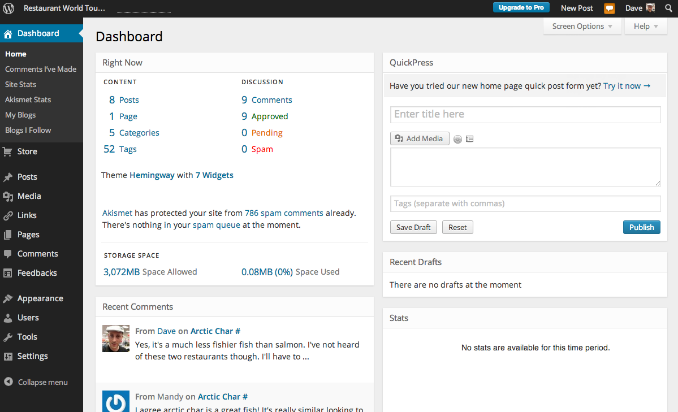 Restaurant World Tou...
Upgrade to Pro
New Post
Dave
Dashboard
Home
Comments I've Made
Site Stats
Akismet Stats
My Blogs
Blogs I Follow
Store
Posts
Media
Links
Pages
Comments
Feedbacks
Appearance
Users
Tools
Settings
Collapse menu
Screen Options
Help
Dashboard
Right Now
CONTENT
8 Posts
1 Page
5 Categories
52 Tags
DISCUSSION
9 Comments
9 Approved
0 Pending
0 Spam
Theme Hemingway with 7 Widgets
Akismet has protected your site from 786 spam comments already.
There's nothing in your spam queue at the moment.
STORAGE SPACE
3,072MB Space Allowed
0.08MB (0%) Space Used
Recent Comments
From Dave on Arctic Char #
Yes, it's a much less fishier fish than salmon. I've not heard
of these two restaurants though. I'll have to ...
From Mandy on Arctic Char #
I agree arctic char is a great fish! It's really similar looking to
QuickPress
Have you tried our new home page quick post form yet? Try it now →
Enter title here
Add Media
Tags (separate with commas)
Save Draft
Reset
Publish
Recent Drafts
There are no drafts at the moment
Stats
No stats are available for this time period.